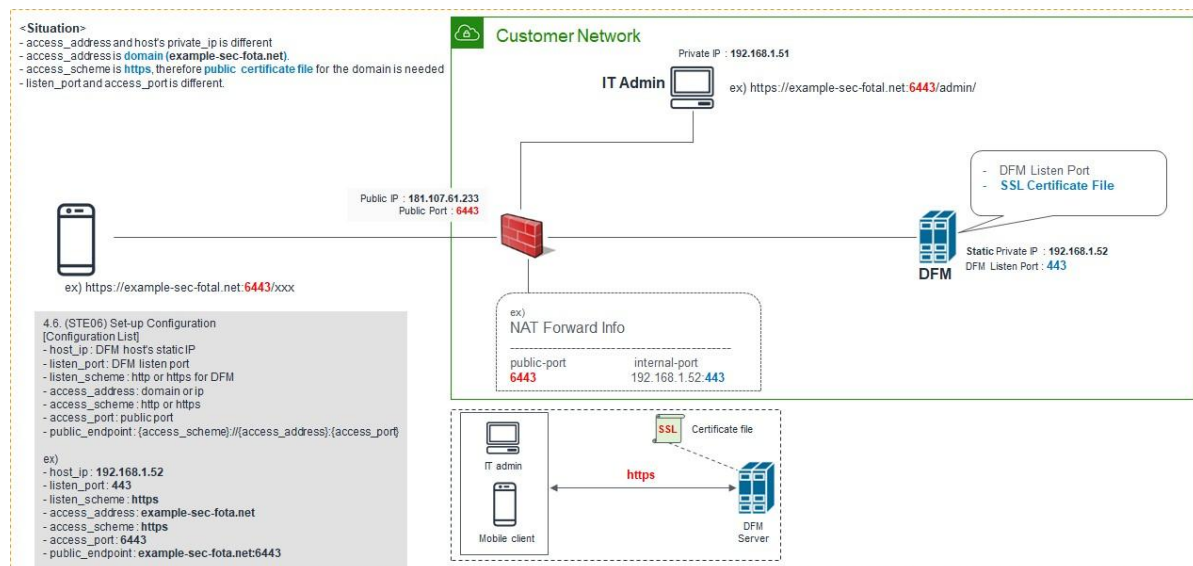 <Situation>
- access_address and host's private_ip is different
- access_address is domain (example-sec-fota.net).
- access_scheme is https, therefore public certificate file for the domain is needed
- listen_port and access_port is different.
Customer Network
Private IP : 192.168.1.51
IT Admin
ex) https://example-sec-fotal.net:6443/admin/
- DFM Listen Port
- SSL Certificate File
Public IP : 181.107.61.233
Public Port : 6443
Static Private IP : 192.168.1.52
DFM Listen Port : 443
DFM
ex) https://example-sec-fotal.net:6443/xxx
ex)
NAT Forward Info
public-port internal-port
6443 192.168.1.52:443
4.6. (STE06) Set-up Configuration
[Configuration List]
- host_ip : DFM host's static IP
- listen_port : DFM listen port
- listen_scheme : http or https for DFM
- access_address : domain or ip
- access_scheme : http or https
- access_port : public port
- public_endpoint : {access_scheme}://{access_address}:{access_port}
ex)
- host_ip : 192.168.1.52
- listen_port : 443
- listen_scheme : https
- access_address : example-sec-fota.net
- access_scheme : https
- access_port : 6443
- public_endpoint : example-sec-fota.net:6443
SSL Certificate file
IT admin
https
Mobile client
DFM
Server